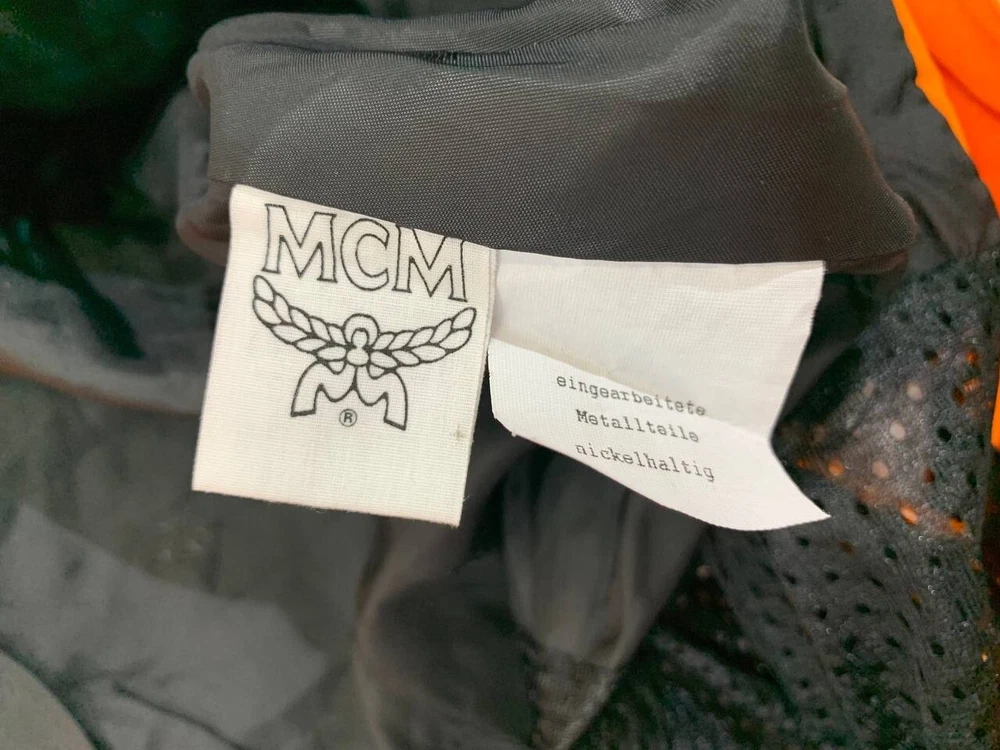 MCM
®
eingearbeitete
Metallteile
nickelhaltig